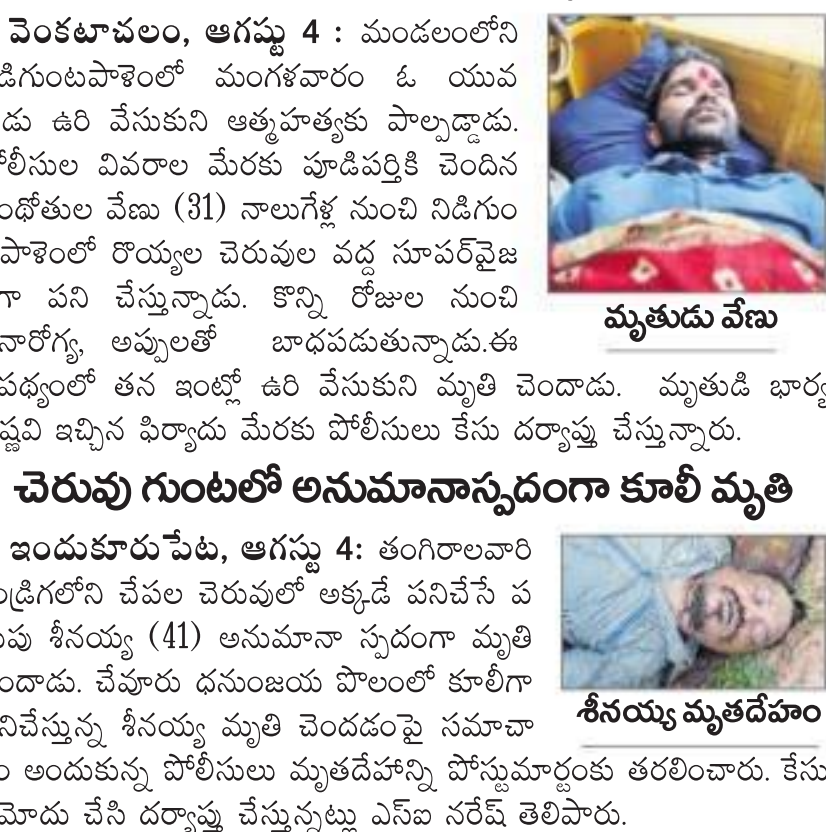 వెంకటాచలం, ఆగష్టు 4 : మండలంలోని
డిగుంటపాళెంలో మంగళవారం ఓ యువ
డు ఉరి వేసుకుని ఆత్మహత్యకు పాల్పడ్డాడు.
పోలీసుల వివరాల మేరకు పూడిపర్తికి చెందిన
ంథోతుల వేణు (31) నాలుగేళ్ల నుంచి నిడిగుం
పాళెంలో రొయ్యల చెరువుల వద్ద సూపర్‌వైజ
గా పని చేస్తున్నాడు. కొన్ని రోజుల నుంచి
నారోగ్య, అప్పులతో బాధపడుతున్నాడు.ఈ
పథ్యంలో తన ఇంట్లో ఉరి వేసుకుని మృతి చెందాడు. మృతుడి భార్య
ష్ణవి ఇచ్చిన ఫిర్యాదు మేరకు పోలీసులు కేసు దర్యాప్తు చేస్తున్నారు.
మృతుడు వేణు
చెరువు గుంటలో అనుమానాస్పదంగా కూలీ మృతి
ఇందుకూరుపేట, ఆగస్టు 4: తంగిరాలవారి
ండ్రిగలోని చేపల చెరువులో అక్కడే పనిచేసే ప
పు శీనయ్య (41) అనుమానా స్పదంగా మృతి
ందాడు. చేవూరు ధనుంజయ పొలంలో కూలీగా
నిచేస్తున్న శీనయ్య మృతి చెందడంపై సమాచా
ం అందుకున్న పోలీసులు మృతదేహాన్ని పోస్టుమార్టంకు తరలించారు. కేసు
మోదు చేసి దర్యాప్తు చేస్తున్నట్లు ఎస్ఐ నరేష్ తెలిపారు.
శీనయ్య మృతదేహం